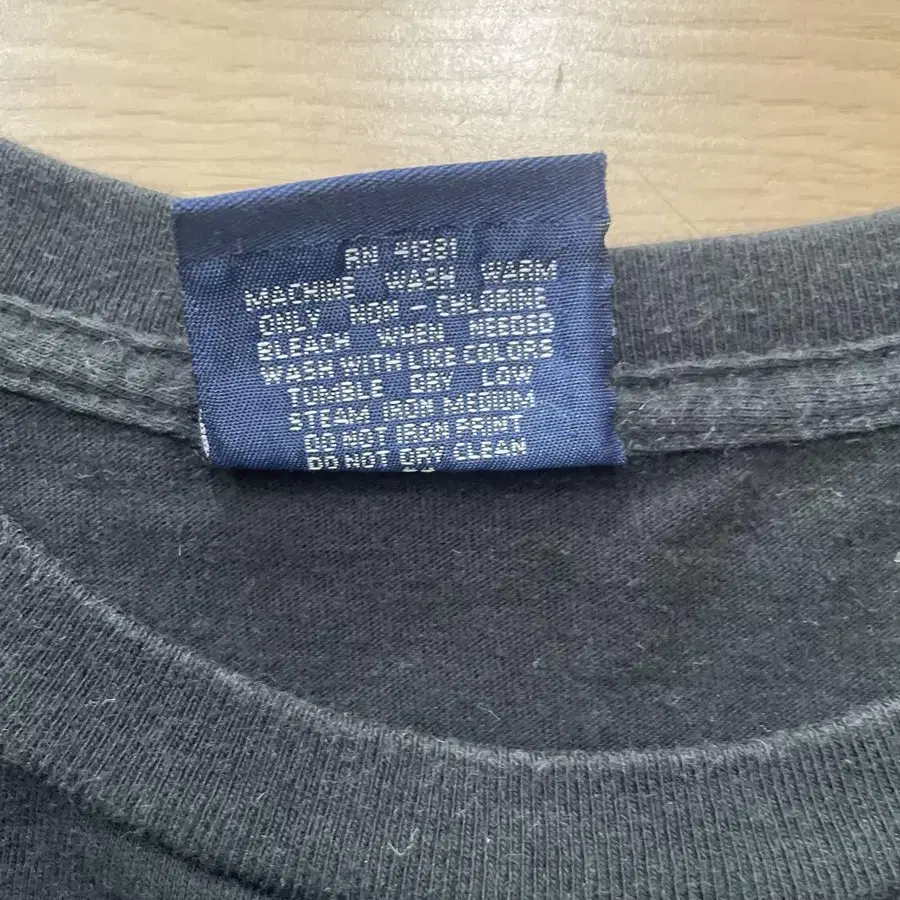 RN 41381
MACHINE WASH WARM
ONLY NON-CHLORINE
BLEACH WHEN NEEDED
WASH WITH LIKE COLORS
TUMBLE DRY LOW
STEAM IRON MEDIUM
DO NOT IRON PRINT
DO NOT DRY CLEAN